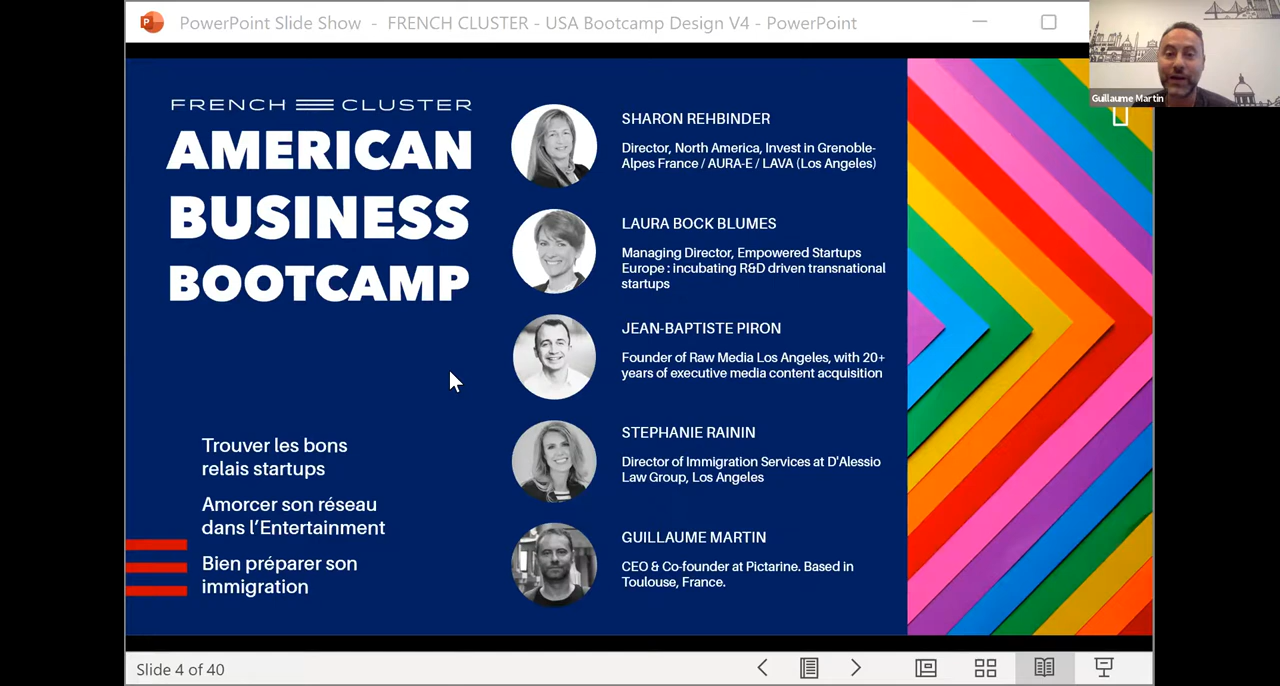 PowerPoint Slide Show - FRENCH CLUSTER - USA Bootcamp Design V4 - PowerPoint
Guillaume Martin
FRENCH CLUSTER
AMERICAN
BUSINESS
BOOTCAMP
Trouver les bons
relais startups
Amorcer son réseau
dans l’Entertainment
Bien préparer son
immigration
SHARON REHBINDER
Director, North America, Invest in Grenoble-
Alpes France / AURA-E / LAVA (Los Angeles)
LAURA BOCK BLUMES
Managing Director, Empowered Startups
Europe : incubating R&D driven transnational
startups
JEAN-BAPTISTE PIRON
Founder of Raw Media Los Angeles, with 20+
years of executive media content acquisition
STEPHANIE RAININ
Director of Immigration Services at D'Alessio
Law Group, Los Angeles
GUILLAUME MARTIN
CEO & Co-founder at Pictarine. Based in
Toulouse, France.
Slide 4 of 40